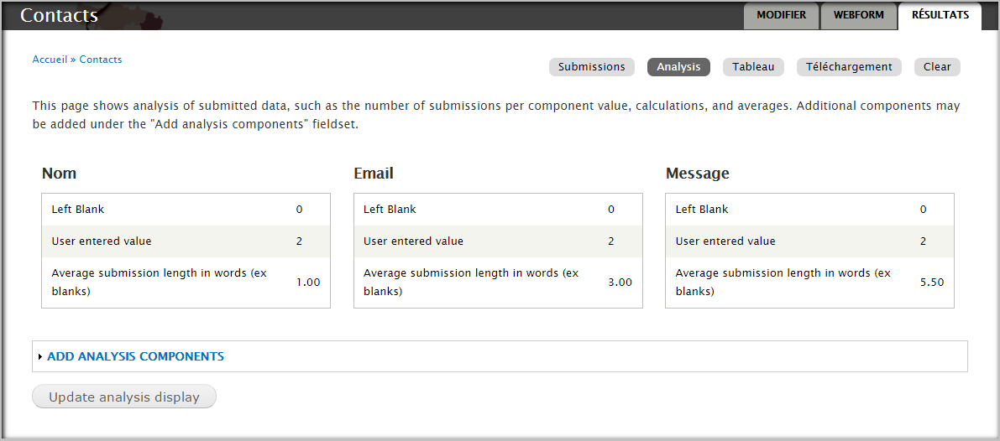 Contacts
MODIFIER
WEBFORM
RÉSULTATS
Accueil » Contacts
Submissions
Analysis
Tableau
Téléchargement
Clear
This page shows analysis of submitted data, such as the number of submissions per component value, calculations, and averages. Additional components may
be added under the "Add analysis components" fieldset.
Nom
Left Blank 0
User entered value 2
Average submission length in words (ex
blanks) 1.00
Email
Left Blank 0
User entered value 2
Average submission length in words (ex
blanks) 3.00
Message
Left Blank 0
User entered value 2
Average submission length in words (ex
blanks) 5.50
ADD ANALYSIS COMPONENTS
Update analysis display